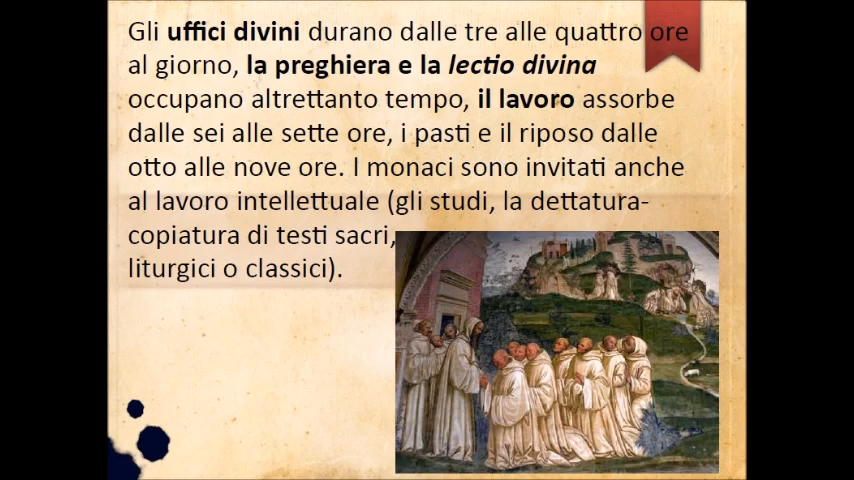 Gli uffici divini durano dalle tre alle quattro ore
al giorno, la preghiera e la lectio divina
occupano altrettanto tempo, il lavoro assorbe
dalle sei alle sette ore, i pasti e il riposo dalle
otto alle nove ore. I monaci sono invitati anche
al lavoro intellettuale (gli studi, la dettatura-
copiatura di testi sacri,
liturgici o classici).